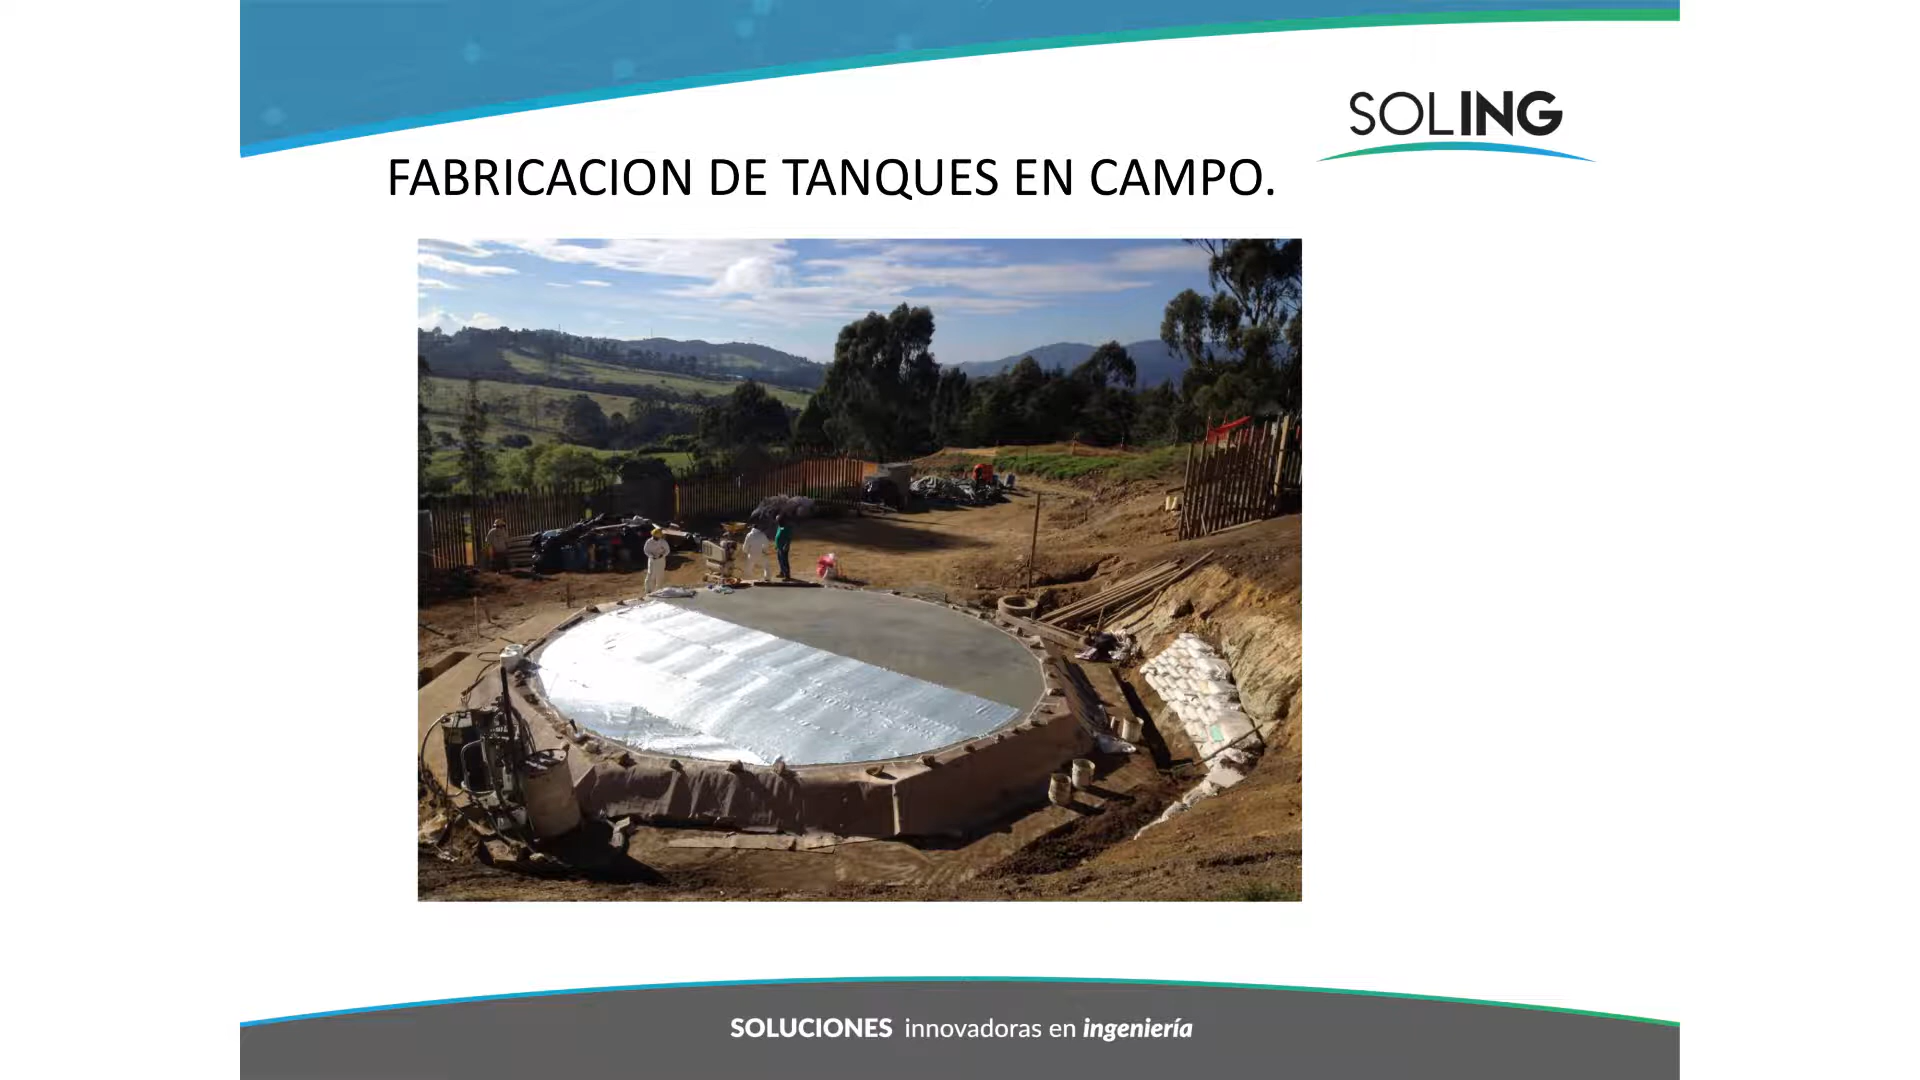 SOLING
FABRICACION DE TANQUES EN CAMPO.
SOLUCIONES innovadoras en ingeniería